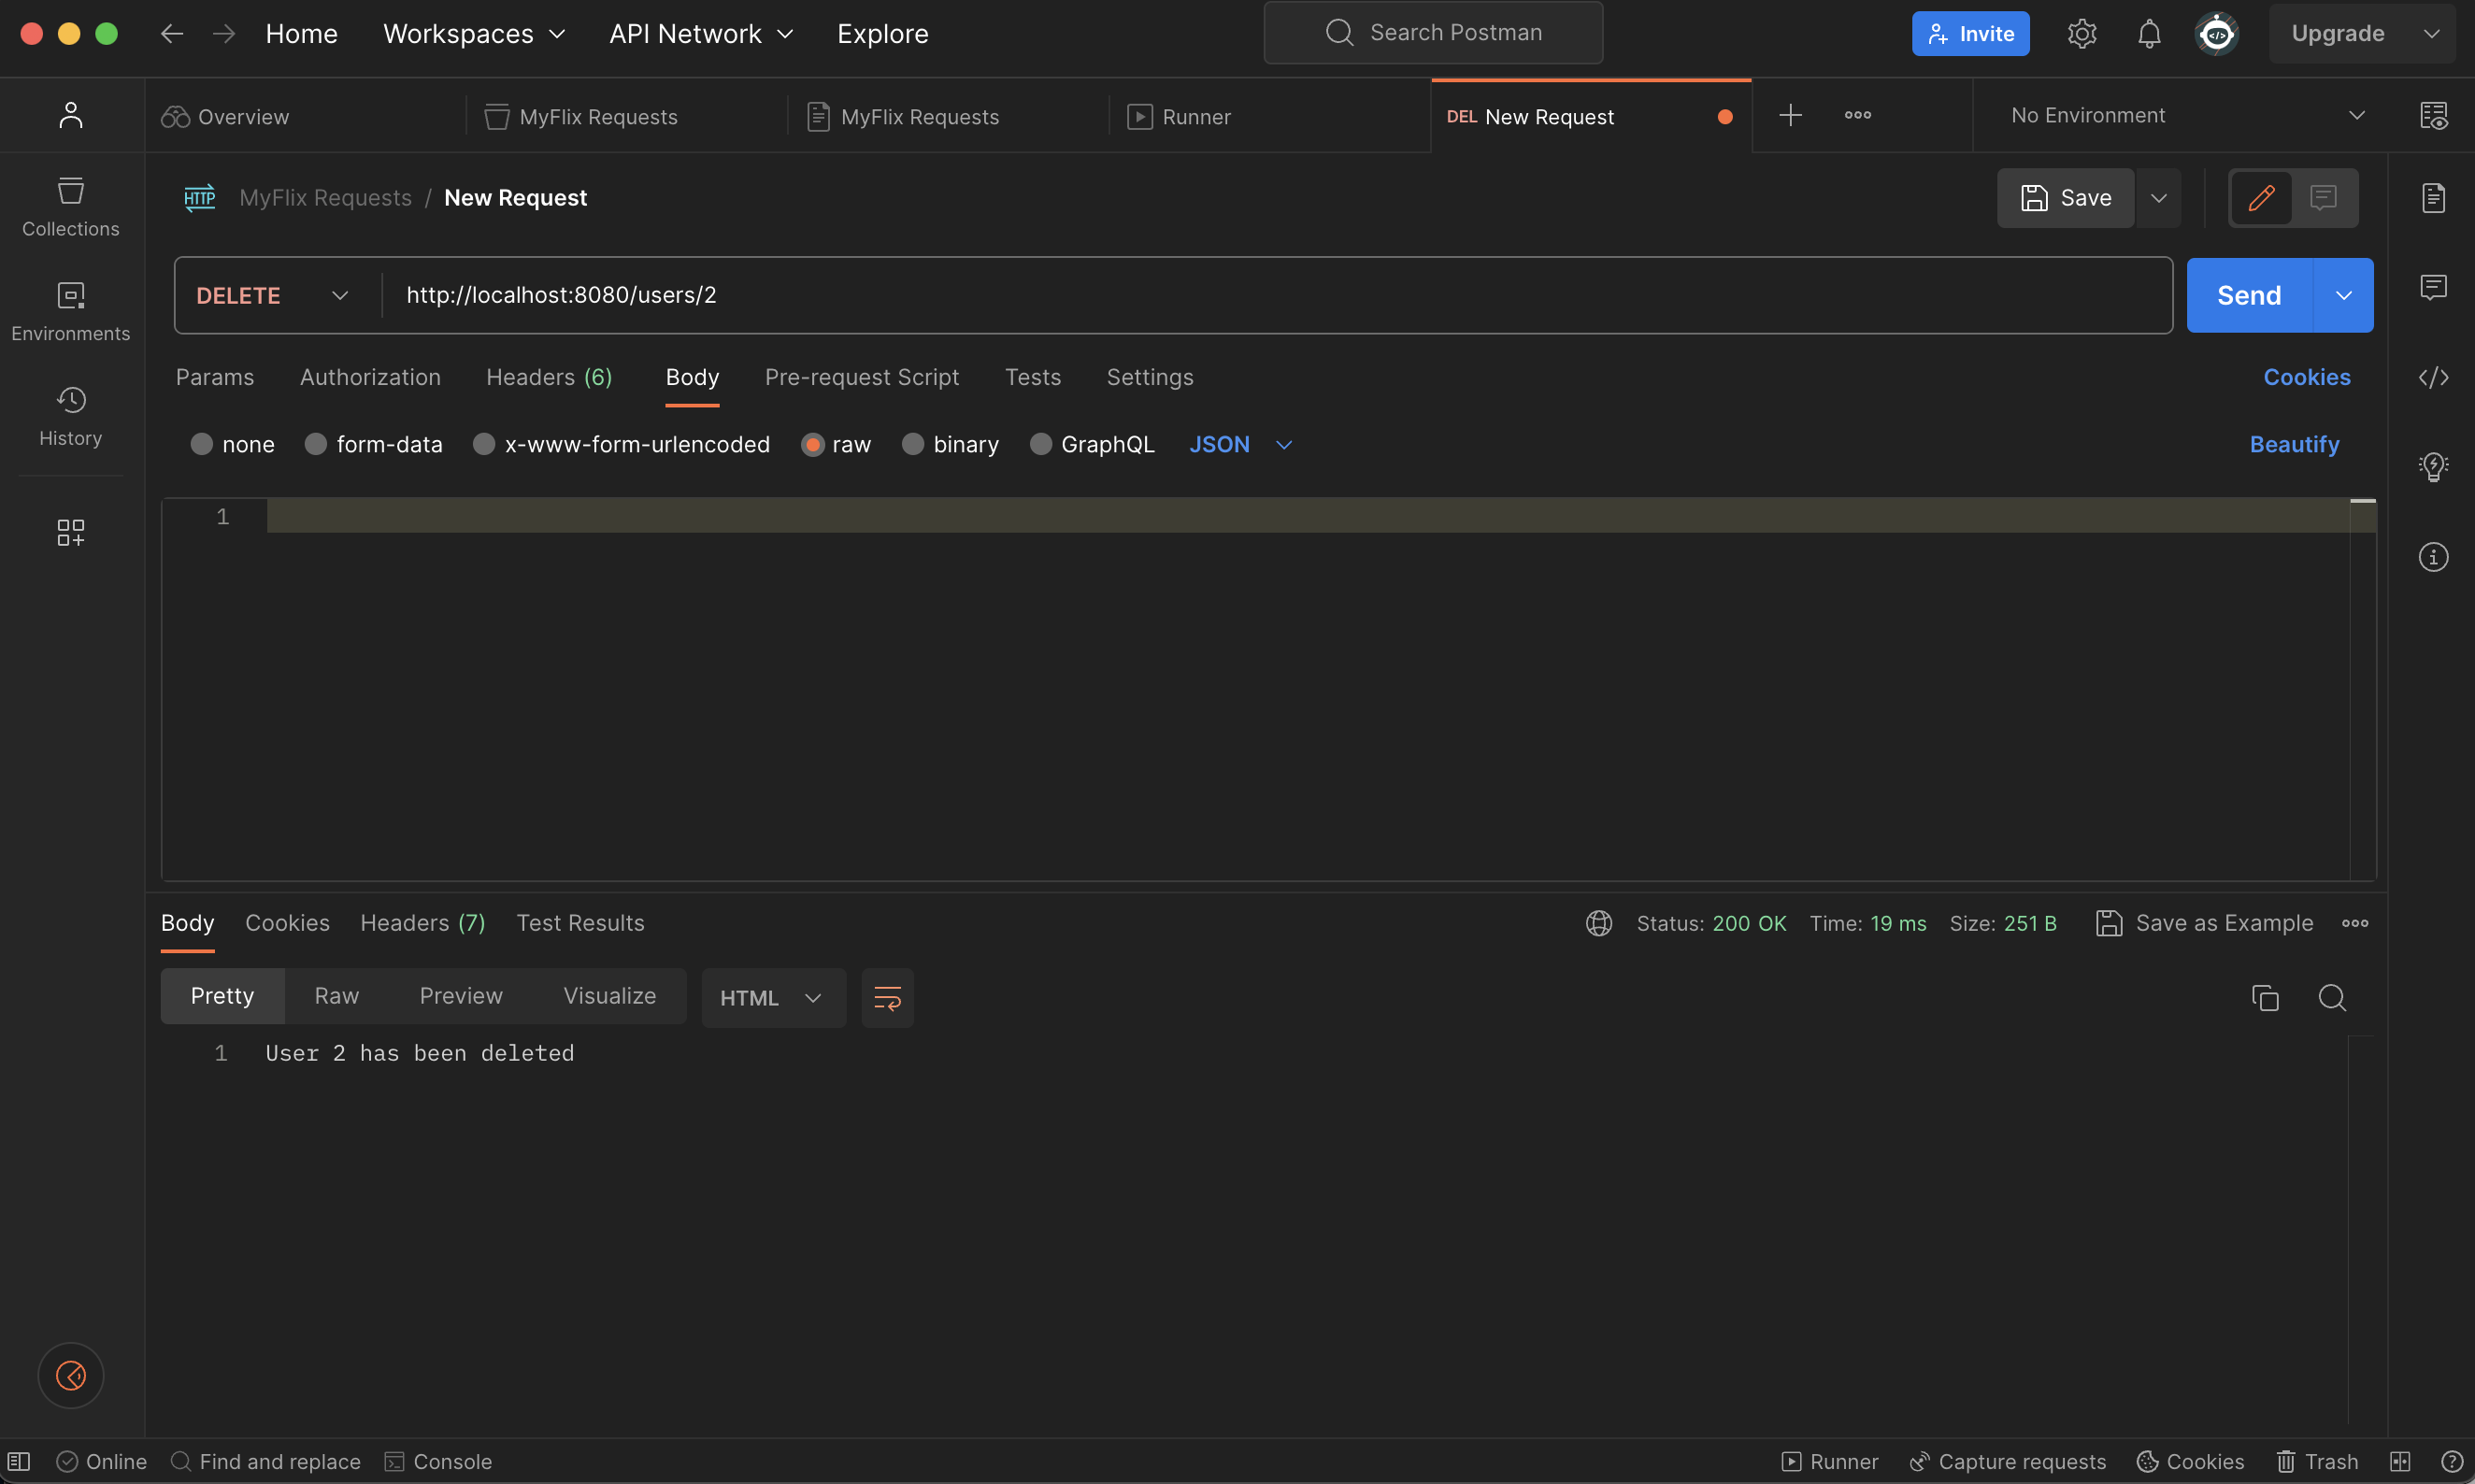 Home Workspaces API Network Explore Search Postman Invite Upgrade
Overview MyFlix Requests MyFlix Requests Runner DEL New Request No Environment
HTTP MyFlix Requests / New Request Save
Collections
DELETE http://localhost:8080/users/2 Send
Environments
Params Authorization Headers (6) Body Pre-request Script Tests Settings Cookies
History
none form-data x-www-form-urlencoded raw binary GraphQL JSON Beautify
1
Body Cookies Headers (7) Test Results Status: 200 OK Time: 19 ms Size: 251 B Save as Example
Pretty Raw Preview Visualize HTML
1 User 2 has been deleted
Online Find and replace Console Runner Capture requests Cookies Trash